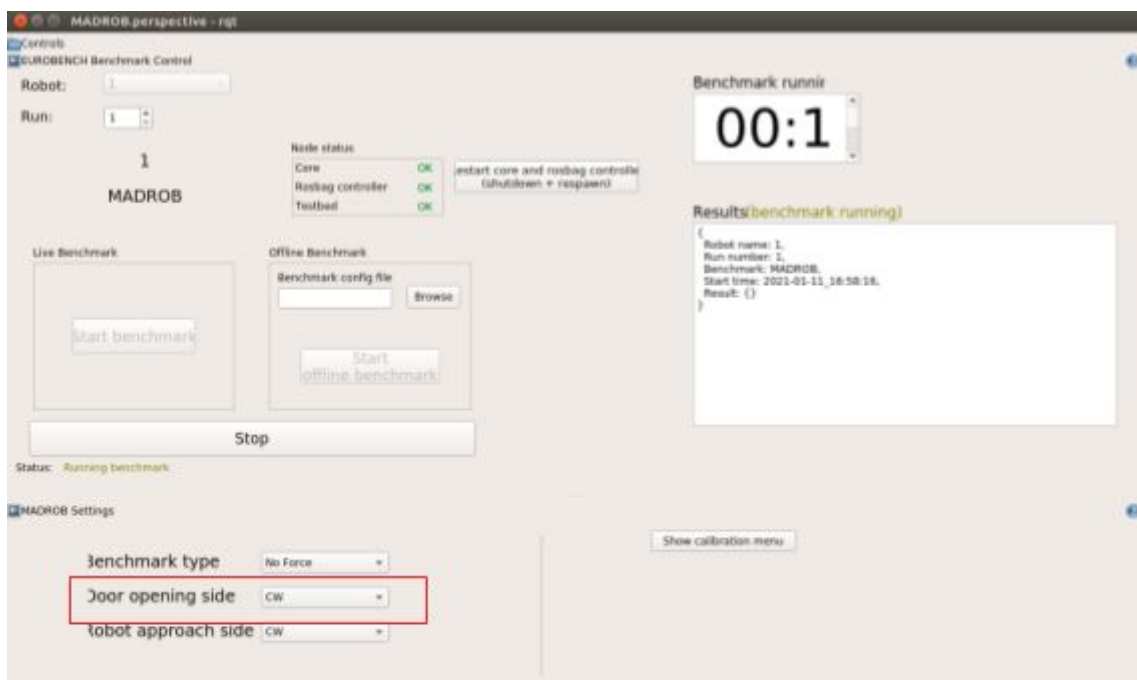 MADROB.perspective - rqt
Controls
EUROBENCH Benchmark Control
Robot: 1
Run: 1
1
MADROB
Node status
Core OK
Rosbag controller OK
Testbed OK
estart core and rosbag controlle
(shutdown + respawn)
Live Benchmark
Start benchmark
Offline Benchmark
Benchmark config file
Browse
Start
offline benchmark
Stop
Status: Running benchmark
Benchmark runnir
00:1
Results(benchmark running)
{
Robot name: 1,
Run number: 1,
Benchmark: MADROB,
Start time: 2021-01-11_16:58:16,
Result: {}
}
MADROB Settings
Benchmark type No Force
Door opening side CW
Robot approach side CW
Show calibration menu